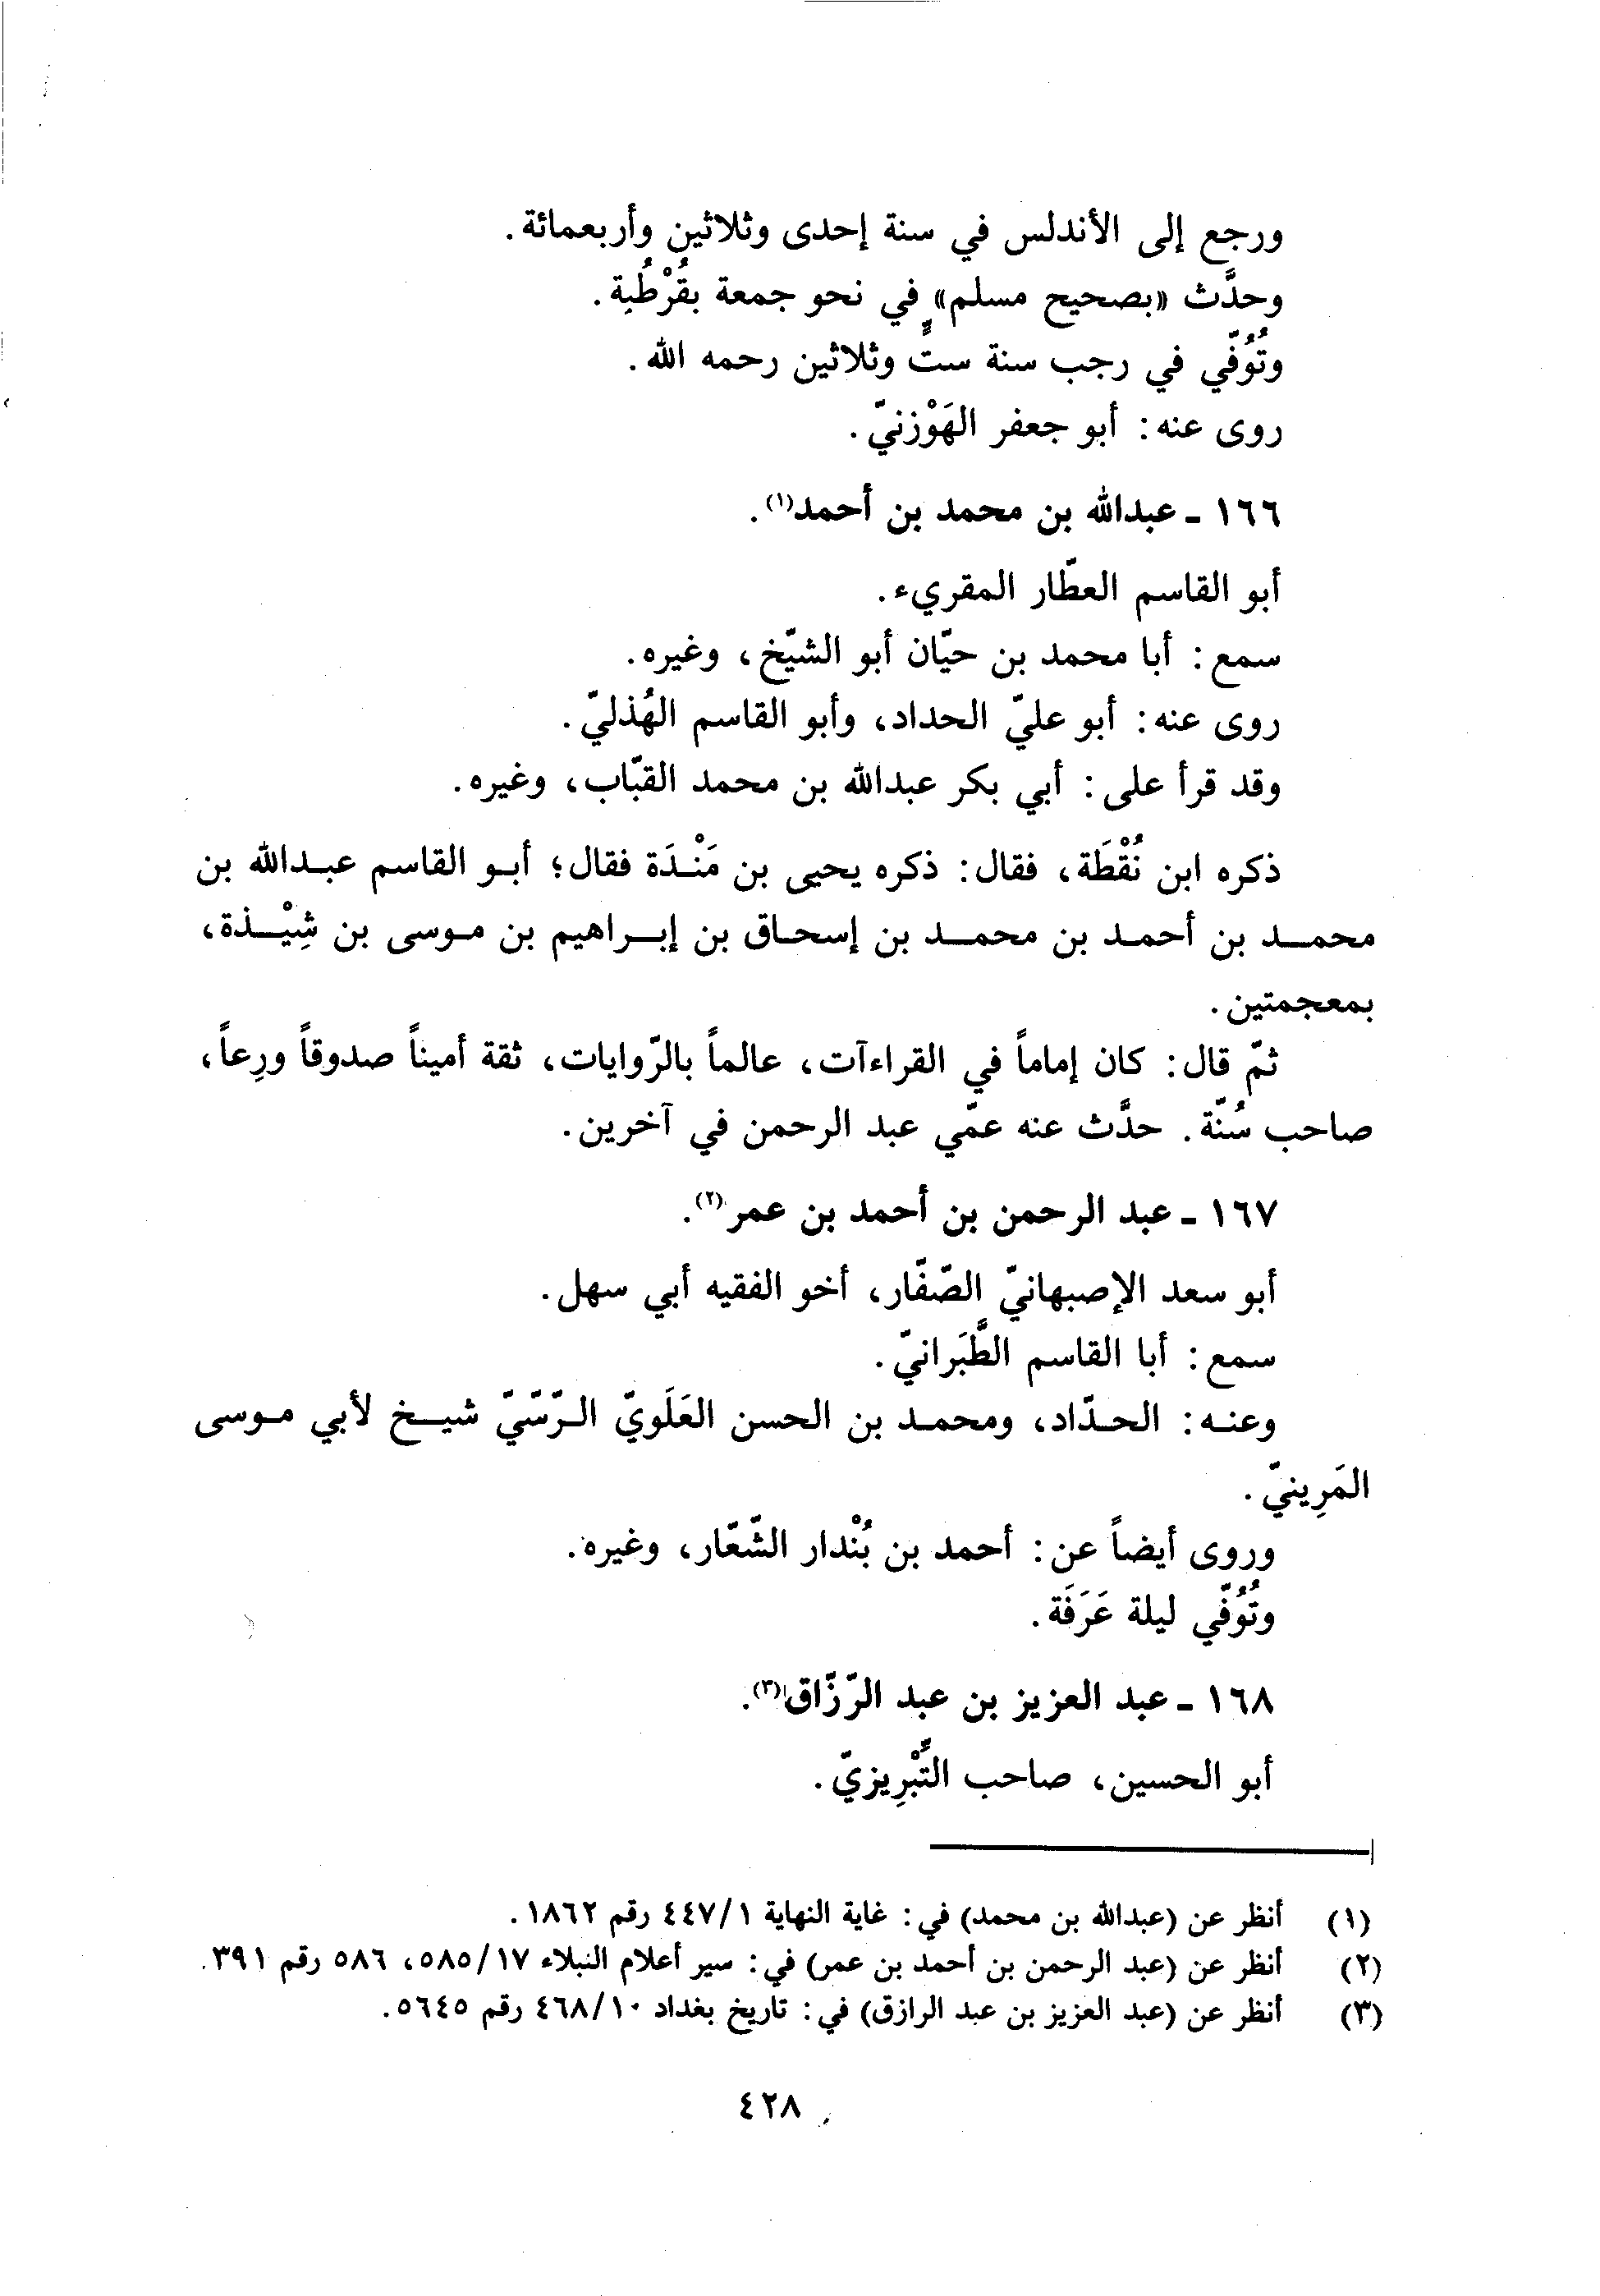 ورجع إلى الأندلس في سنة إحدى وثلاثين وأربعمائة.
وحدَّث «بصحيح مسلم» في نحو جمعة بقُرْطُبة.
وتُوُفّي في رجب سنة ستٍّ وثلاثين رحمه الله.
روى عنه: أبو جعفر الهَوْزنيّ.
١٦٦ ـ عبدالله بن محمد بن أحمد(١).
أبو القاسم العطّار المقريء.
سمع: أبا محمد بن حيّان أبو الشيّخ، وغيره.
روى عنه: أبو عليّ الحداد، وأبو القاسم الهُذليّ.
وقد قرأ على: أبي بكر عبدالله بن محمد القبّاب، وغيره.
ذكره ابن نُقْطَة، فقال: ذكره يحيى بن مَنْدَة فقال؛ أبو القاسم عبدالله بن
محمد بن أحمد بن محمد بن إسحاق بن إبراهيم بن موسى بن شِيْذة،
بمعجمتين.
ثمّ قال: كان إماماً في القراءآت، عالماً بالرّوايات، ثقة أميناً صدوقاً ورِعاً،
صاحب سُنّة. حدَّث عنه عمّي عبد الرحمن في آخرين.
١٦٧ ـ عبد الرحمن بن أحمد بن عمر(٢).
أبو سعد الإصبهانيّ الصّفّار، أخو الفقيه أبي سهل.
سمع: أبا القاسم الطَّبَرانيّ.
وعنه: الحدّاد، ومحمد بن الحسن العَلَويّ الرّسّيّ شيخ لأبي موسى
المَرِينيّ.
وروى أيضاً عن: أحمد بن بُنْدار الشّعّار، وغيره.
وتُوُفّي ليلة عَرَفَة.
١٦٨ ـ عبد العزيز بن عبد الرّزّاق(٣).
أبو الحسين، صاحب التَّبْرِيزيّ.
(١) أنظر عن (عبدالله بن محمد) في: غاية النهاية ٤٤٧/١ رقم ١٨٦٢.
(٢) أنظر عن (عبد الرحمن بن أحمد بن عمر) في: سير أعلام النبلاء ٥٨٥/١٧، ٥٨٦ رقم ٣٩١.
(٣) أنظر عن (عبد العزيز بن عبد الرازق) في: تاريخ بغداد ٤٦٨/١٠ رقم ٥٦٤٥.
٤٢٨